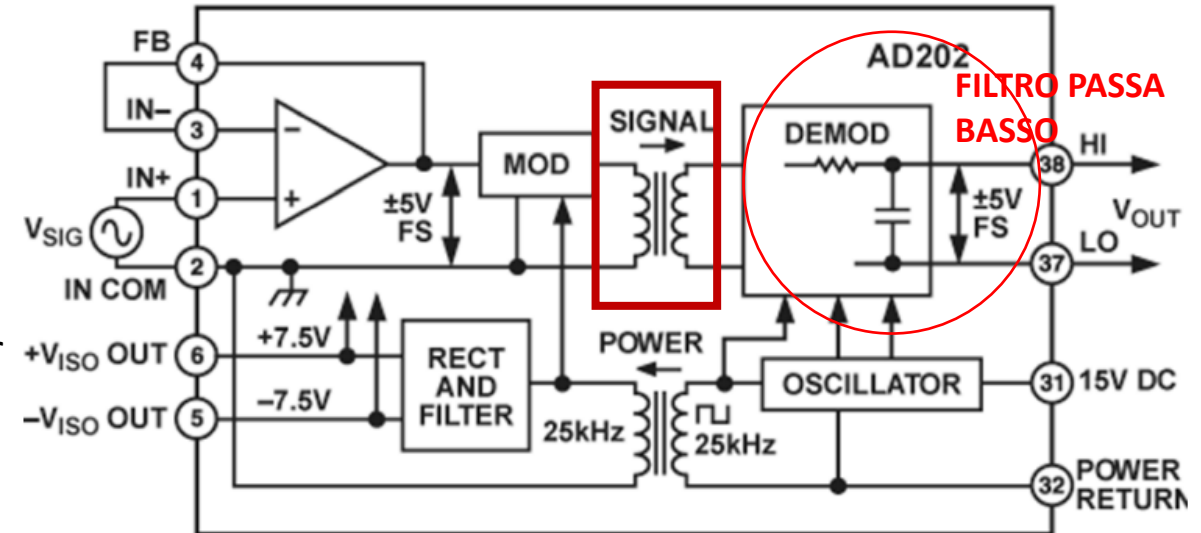 FB
4
AD202
FILTRO PASSA
BASSO
IN–
3
SIGNAL
DEMOD
MOD
HI
38
IN+
1
±5V
FS
±5V
FS
VOUT
VSIG
LO
37
2
IN COM
+7.5V
POWER
+VISO OUT
6
RECT
AND
FILTER
OSCILLATOR
31
15V DC
–7.5V
–VISO OUT
5
25kHz
25kHz
32
POWER
RETURN